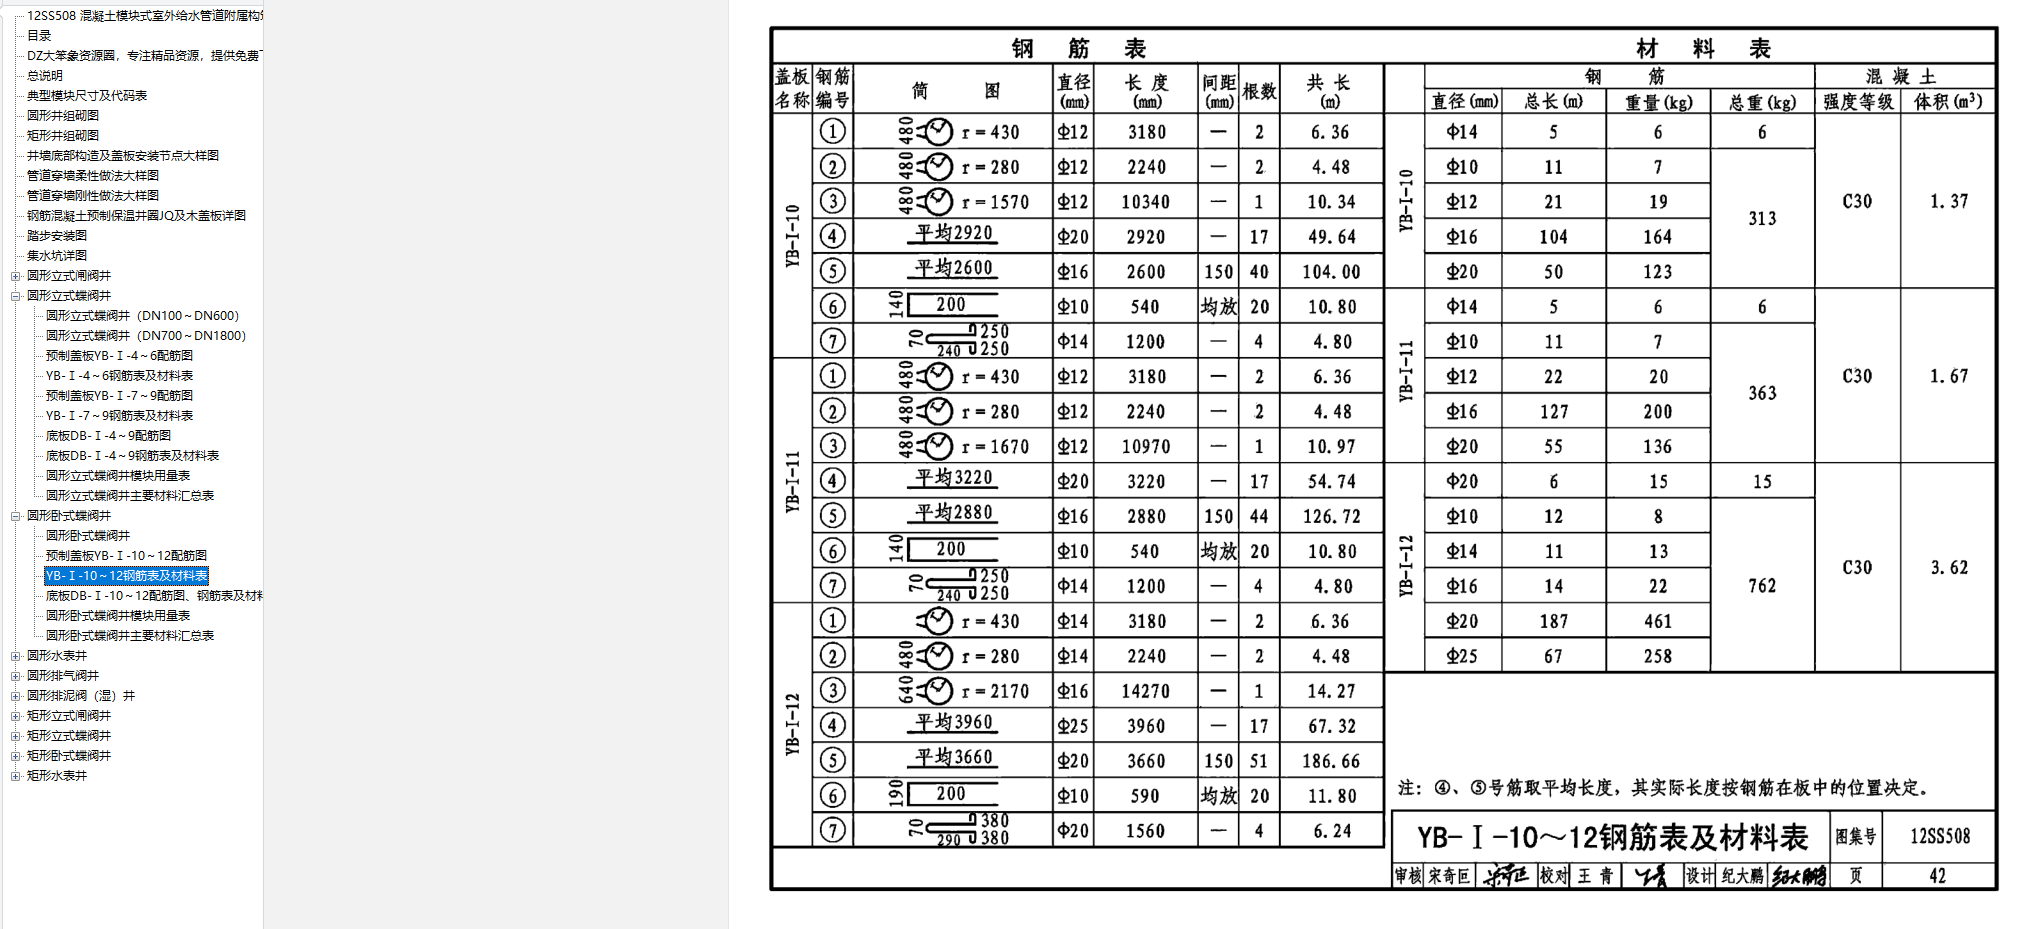 12SS508 混凝土模块式室外给水管道附属构
目录
DZ大笨象资源圈，专注精品资源，提供免费
总说明
典型模块尺寸及代码表
圆形井组砌图
矩形井组砌图
井墙底部构造及盖板安装节点大样图
管道穿墙柔性做法大样图
管道穿墙刚性做法大样图
钢筋混凝土预制保温井圈JQ及木盖板详图
踏步安装图
集水坑详图
圆形立式闸阀井
圆形立式蝶阀井
圆形立式蝶阀井（DN100～DN600）
圆形立式蝶阀井（DN700～DN1800）
预制盖板YB-Ⅰ-4～6配筋图
YB-Ⅰ-4～6钢筋表及材料表
预制盖板YB-Ⅰ-7～9配筋图
YB-Ⅰ-7～9钢筋表及材料表
底板DB-Ⅰ-4～9配筋图
底板DB-Ⅰ-4～9钢筋表及材料表
圆形立式蝶阀井模块用量表
圆形立式蝶阀井主要材料汇总表
圆形卧式蝶阀井
圆形卧式蝶阀井
预制盖板YB-Ⅰ-10～12配筋图
YB-Ⅰ-10～12钢筋表及材料表
底板DB-Ⅰ-10～12配筋图、钢筋表及材
圆形卧式蝶阀井模块用量表
圆形卧式蝶阀井主要材料汇总表
圆形水表井
圆形排气阀井
圆形排泥阀（湿）井
矩形立式闸阀井
矩形立式蝶阀井
矩形卧式蝶阀井
矩形水表井
钢 筋 表
盖板名称 钢筋编号 简 图 直径(mm) 长 度(mm) 间距(mm) 根数 共 长(m)
YB-Ⅰ-10
① 480 r=430 Φ12 3180 — 2 6.36
② 480 r=280 Φ12 2240 — 2 4.48
③ 480 r=1570 Φ12 10340 — 1 10.34
④ 平均2920 Φ20 2920 — 17 49.64
⑤ 平均2600 Φ16 2600 150 40 104.00
⑥ 140 200 Φ10 540 均放 20 10.80
⑦ 70 240 250 250 Φ14 1200 — 4 4.80
YB-Ⅰ-11
① 480 r=430 Φ12 3180 — 2 6.36
② 480 r=280 Φ12 2240 — 2 4.48
③ 480 r=1670 Φ12 10970 — 1 10.97
④ 平均3220 Φ20 3220 — 17 54.74
⑤ 平均2880 Φ16 2880 150 44 126.72
⑥ 140 200 Φ10 540 均放 20 10.80
⑦ 70 240 250 250 Φ14 1200 — 4 4.80
YB-Ⅰ-12
① r=430 Φ14 3180 — 2 6.36
② 480 r=280 Φ14 2240 — 2 4.48
③ 640 r=2170 Φ16 14270 — 1 14.27
④ 平均3960 Φ25 3960 — 17 67.32
⑤ 平均3660 Φ20 3660 150 51 186.66
⑥ 190 200 Φ10 590 均放 20 11.80
⑦ 70 290 380 380 Φ20 1560 — 4 6.24
材 料 表
钢 筋 混 凝 土
直径(mm) 总长(m) 重量(kg) 总重(kg) 强度等级 体积(m³)
YB-Ⅰ-10
Φ14 5 6 6
Φ10 11 7
Φ12 21 19 313 C30 1.37
Φ16 104 164
Φ20 50 123
YB-Ⅰ-11
Φ14 5 6 6
Φ10 11 7
Φ12 22 20 363 C30 1.67
Φ16 127 200
Φ20 55 136
YB-Ⅰ-12
Φ20 6 15 15
Φ10 12 8
Φ14 11 13 C30 3.62
Φ16 14 22 762
Φ20 187 461
Φ25 67 258
注：④、⑤号筋取平均长度，其实际长度按钢筋在板中的位置决定。
YB-Ⅰ-10～12钢筋表及材料表 图集号 12SS508
审核 宋奇叵 校对 王 青 设计 纪大鹏 纪大鹏 页 42